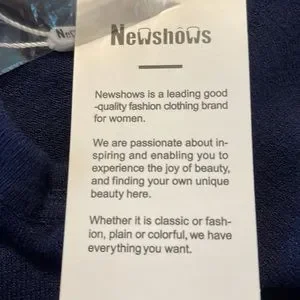 Newshows
Newshows is a leading good
-quality fashion clothing brand
for women.
We are passionate about in-
spiring and enabling you to
experience the joy of beauty,
and finding your own unique
beauty here.
Whether it is classic or fash-
ion, plain or colorful, we have
everything you want.